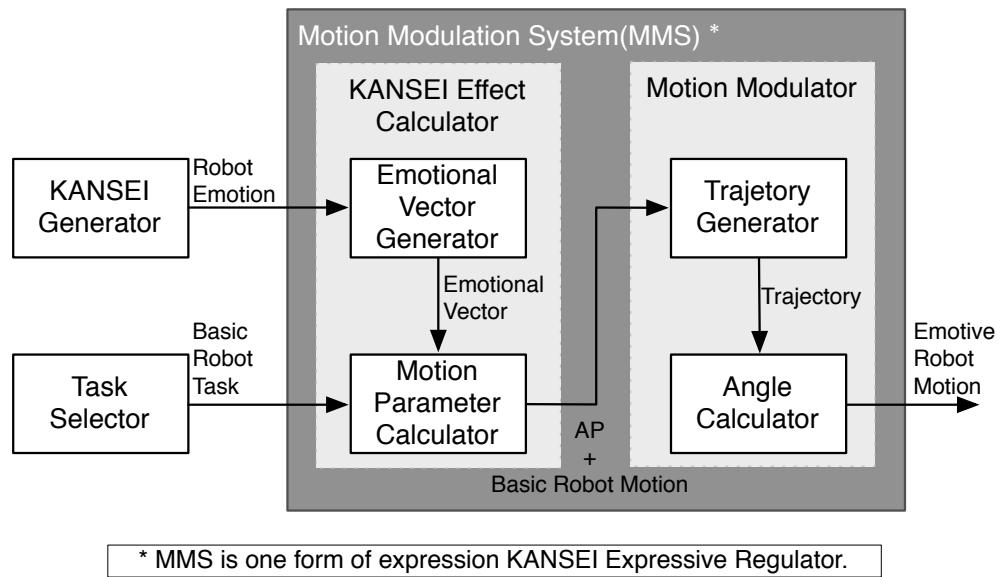 Motion Modulation System(MMS) *
KANSEI Effect
Calculator
Motion Modulator
KANSEI
Generator
Robot
Emotion
Emotional
Vector
Generator
Trajetory
Generator
Emotional
Vector
Trajectory
Basic
Robot
Task
Task
Selector
Motion
Parameter
Calculator
AP
+
Basic Robot Motion
Angle
Calculator
Emotive
Robot
Motion
* MMS is one form of expression KANSEI Expressive Regulator.